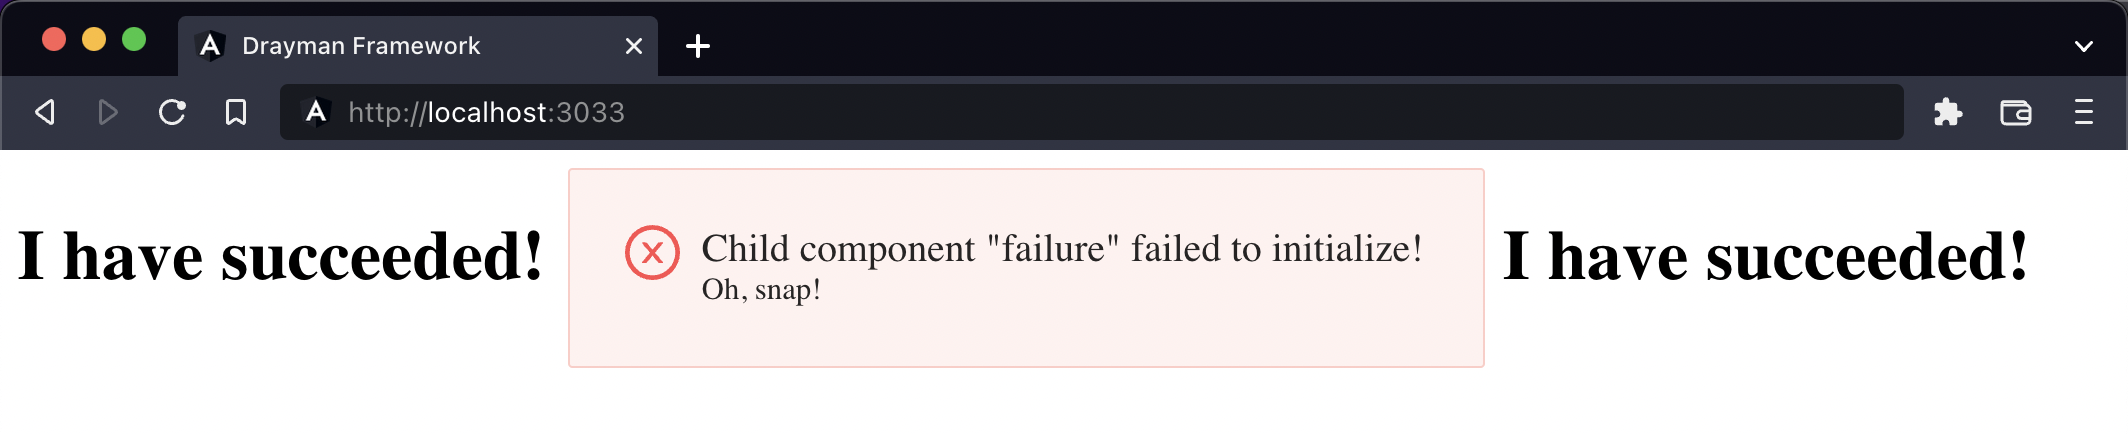 Drayman Framework
http://localhost:3033
I have succeeded!
Child component "failure" failed to initialize!
Oh, snap!
I have succeeded!